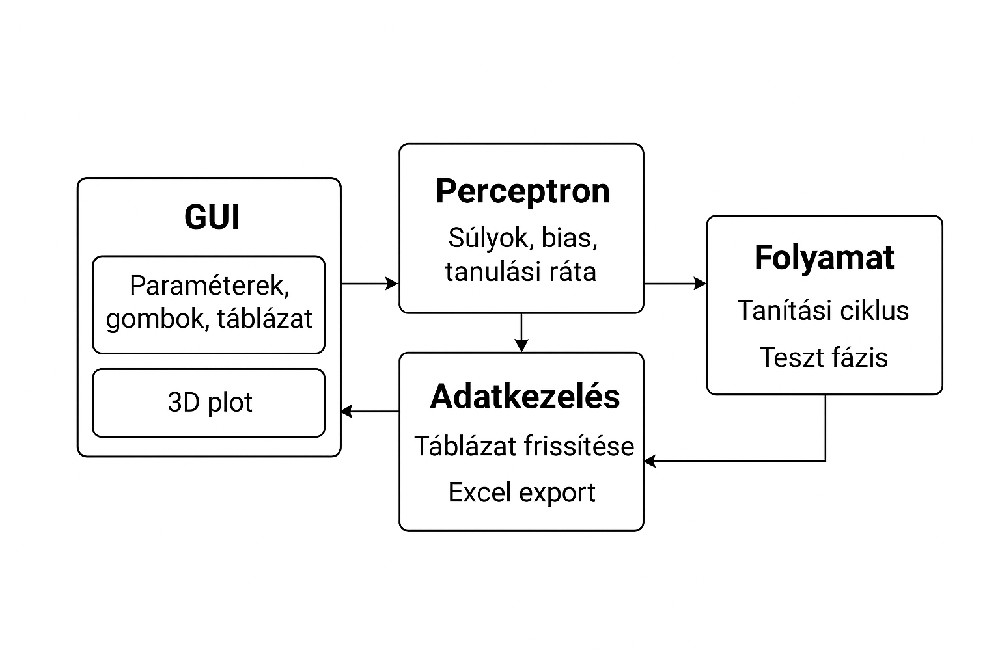 GUI
Paraméterek,
gombok, táblázat
3D plot
Perceptron
Súlyok, bias,
tanulási ráta
Adatkezelés
Táblázat frissítése
Excel export
Folyamat
Tanítási ciklus
Teszt fázis